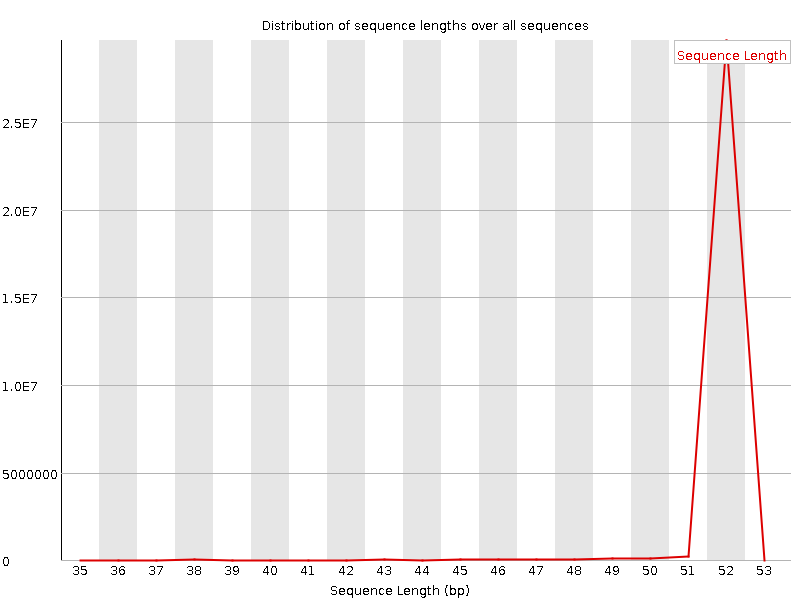 Distribution of sequence lengths over all sequences
Sequence Length
2.5E7
2.0E7
1.5E7
1.0E7
5000000
0
35 36 37 38 39 40 41 42 43 44 45 46 47 48 49 50 51 52 53
Sequence Length (bp)